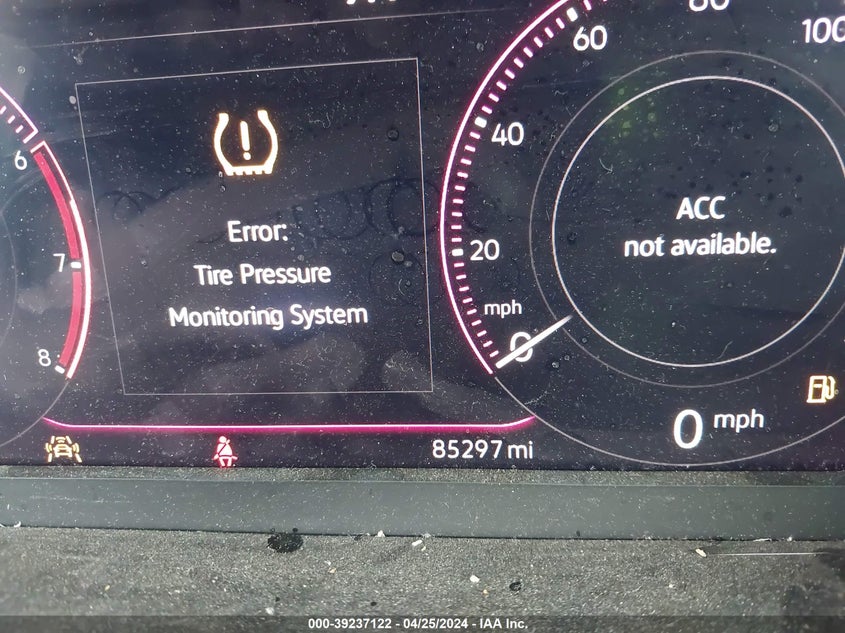 60
80
100
6
40
Error:
ACC
not available.
20
7
Tire Pressure
Monitoring System
mph
0
8
0 mph
85297 mi
000-39237122 - 04/25/2024 - IAA Inc.